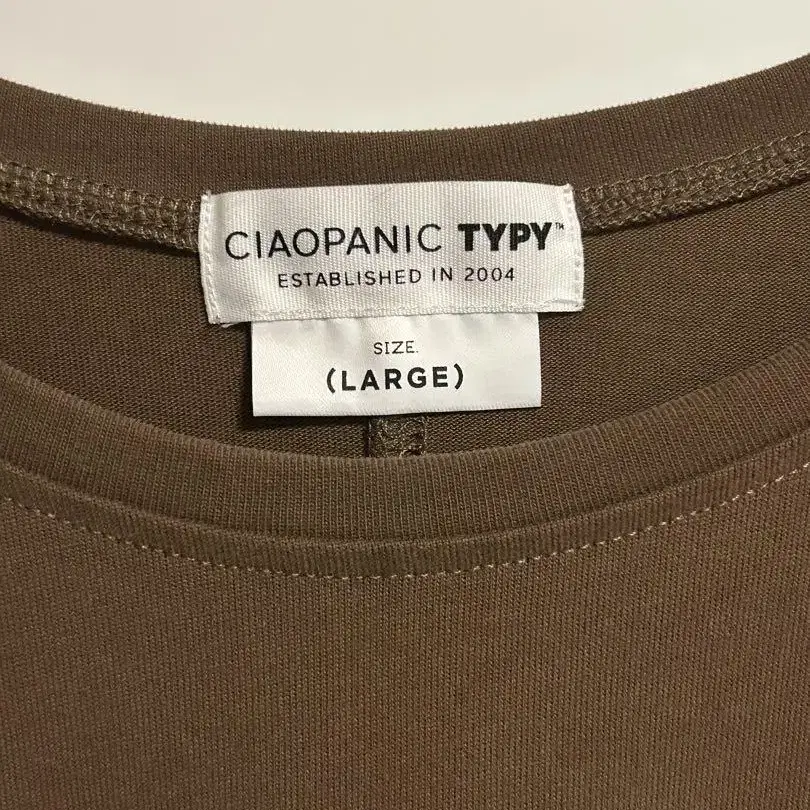 CIAOPANIC TYPY™
ESTABLISHED IN 2004
SIZE.
(LARGE)